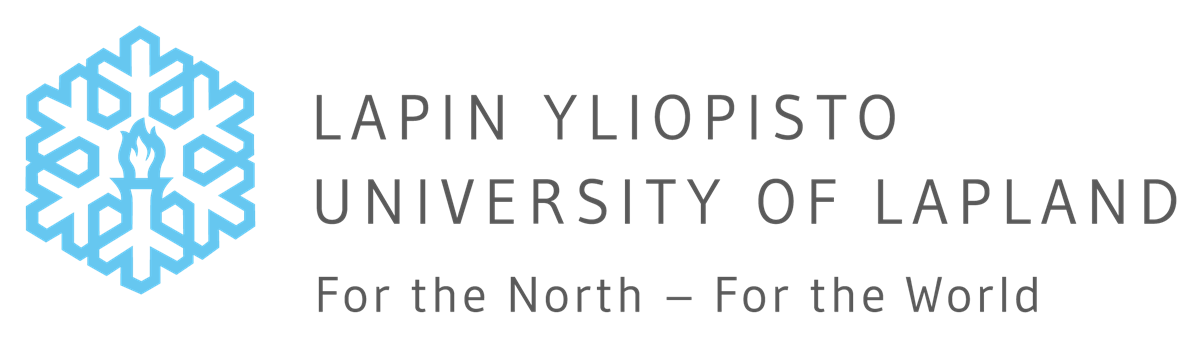 LAPIN YLIOPISTO
UNIVERSITY OF LAPLAND
For the North – For the World